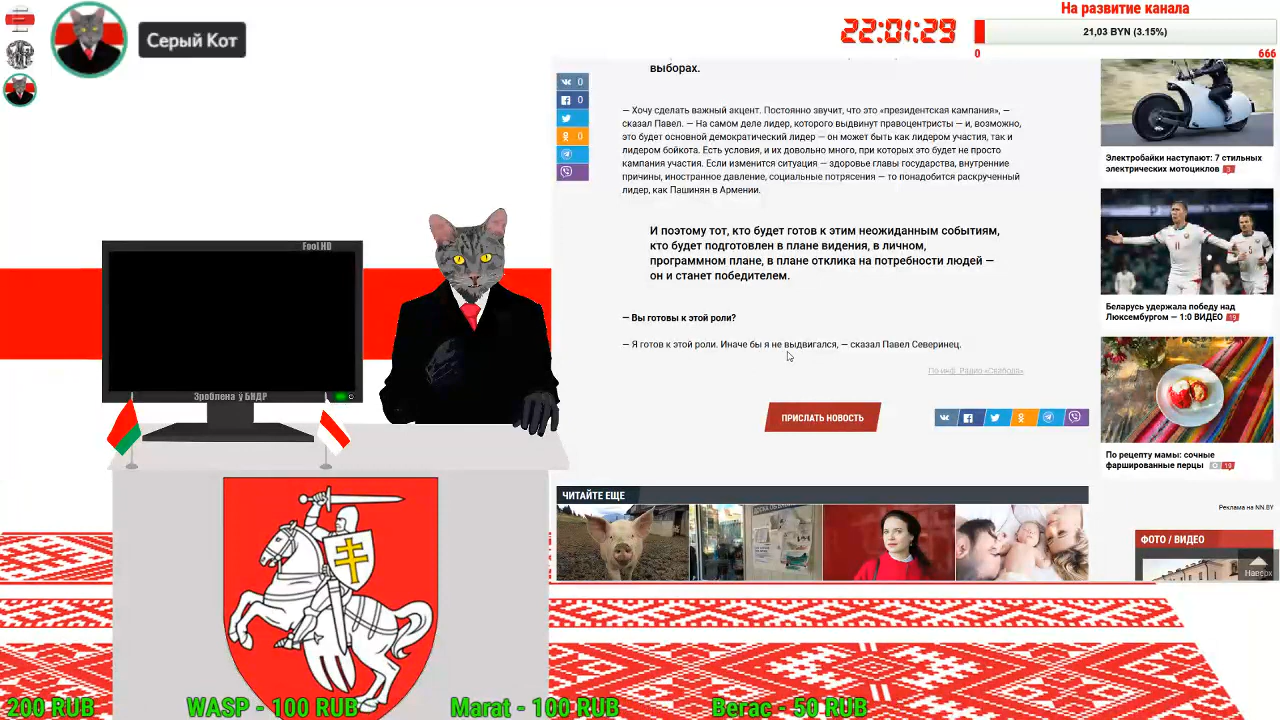 Серый Кот
22:01:29
На развитие канала
21,03 BYN (3.15%)
0
666
выборах.
0
0
0
— Хочу сделать важный акцент. Постоянно звучит, что это «президентская кампания», —
сказал Павел. — На самом деле лидер, которого выдвинут правоцентристы — и, возможно,
это будет основной демократический лидер — он может быть как лидером участия, так и
лидером бойкота. Есть условия, и их довольно много, при которых это будет не просто
кампания участия. Если изменится ситуация — здоровье главы государства, внутренние
причины, иностранное давление, социальные потрясения — то понадобится раскрученный
лидер, как Пашинян в Армении.
И поэтому тот, кто будет готов к этим неожиданным событиям,
кто будет подготовлен в плане видения, в личном,
программном плане, в плане отклика на потребности людей —
он и станет победителем.
— Вы готовы к этой роли?
— Я готов к этой роли. Иначе бы я не выдвигался, — сказал Павел Северинец.
По инф. Радио «Свабода»
ПРИСЛАТЬ НОВОСТЬ
ЧИТАЙТЕ ЕЩЕ
Электробайки наступают: 7 стильных
электрических мотоциклов 3
Беларусь удержала победу над
Люксембургом — 1:0 ВИДЕО 19
По рецепту мамы: сочные
фаршированные перцы 19
Реклама на NN.BY
ФОТО / ВИДЕО
Наверх
Fool HD
Зроблена ў БНДР
200 RUB
WASP - 100 RUB
Marat - 100 RUB
Велас - 50 RUB